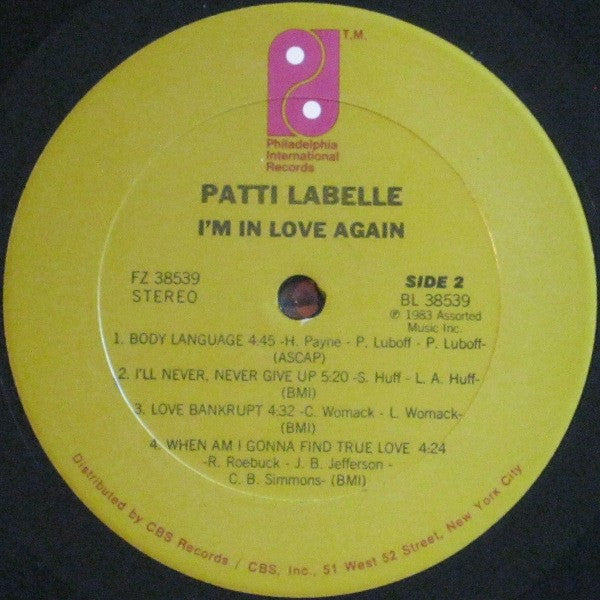 T.M.
Philadelphia
International
Records
PATTI LABELLE
I'M IN LOVE AGAIN
FZ 38539
STEREO
SIDE 2
BL 38539
℗ 1983 Assorted
Music Inc.
1. BODY LANGUAGE 4:45 -H. Payne - P. Luboff - P. Luboff-
(ASCAP)
2. I'LL NEVER, NEVER GIVE UP 5:20 -S. Huff - L. A. Huff-
(BMI)
3. LOVE BANKRUPT 4:32 -C. Womack - L. Womack-
(BMI)
4. WHEN AM I GONNA FIND TRUE LOVE 4:24
-R. Roebuck - J. B. Jefferson -
C. B. Simmons- (BMI)
Distributed by CBS Records / CBS, Inc., 51 West 52 Street, New York City